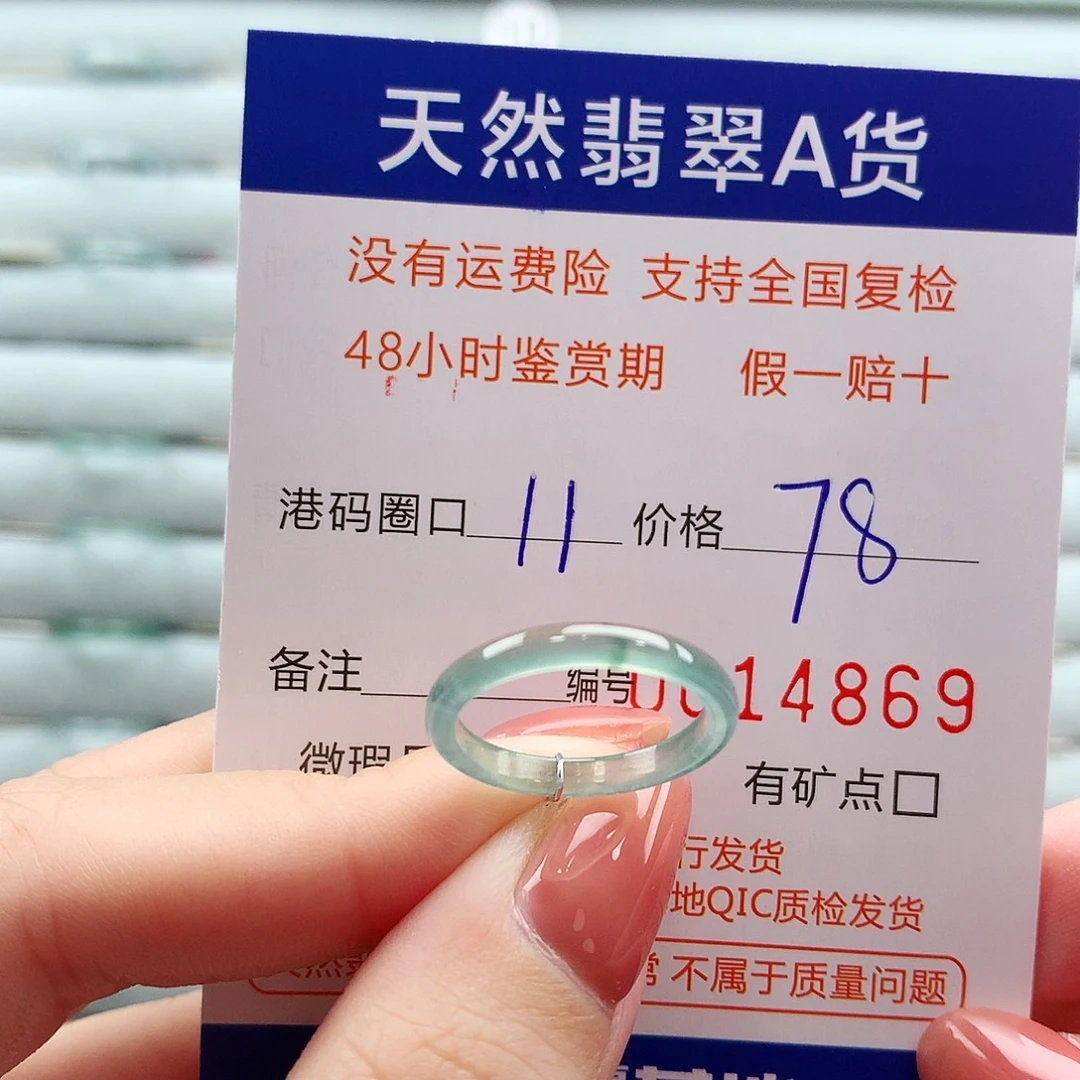 天然翡翠A货
没有运费险 支持全国复检
48小时鉴赏期 假一赔十
港码圈口 11 价格 78
备注 编号 0014869
微瑕 有矿点□
行发货
地QIC质检发货
不属于质量问题